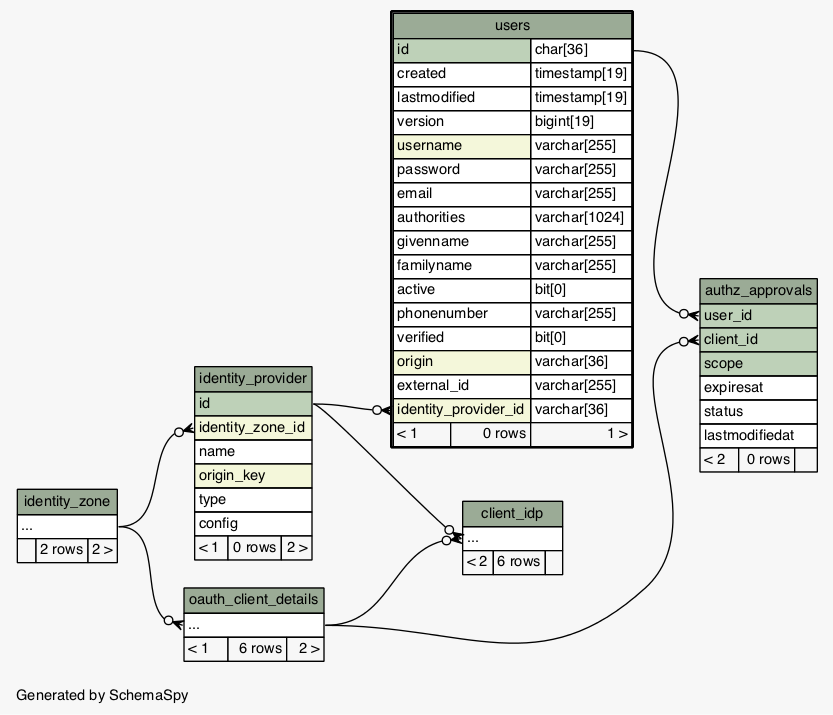 users
id char[36]
created timestamp[19]
lastmodified timestamp[19]
version bigint[19]
username varchar[255]
password varchar[255]
email varchar[255]
authorities varchar[1024]
givenname varchar[255]
familyname varchar[255]
active bit[0]
phonenumber varchar[255]
verified bit[0]
origin varchar[36]
external_id varchar[255]
identity_provider_id varchar[36]
< 1 0 rows 1 >
authz_approvals
user_id
client_id
scope
expiresat
status
lastmodifiedat
< 2 0 rows
identity_provider
id
identity_zone_id
name
origin_key
type
config
< 1 0 rows 2 >
identity_zone
...
2 rows 2 >
client_idp
...
< 2 6 rows
oauth_client_details
...
< 1 6 rows 2 >
Generated by SchemaSpy